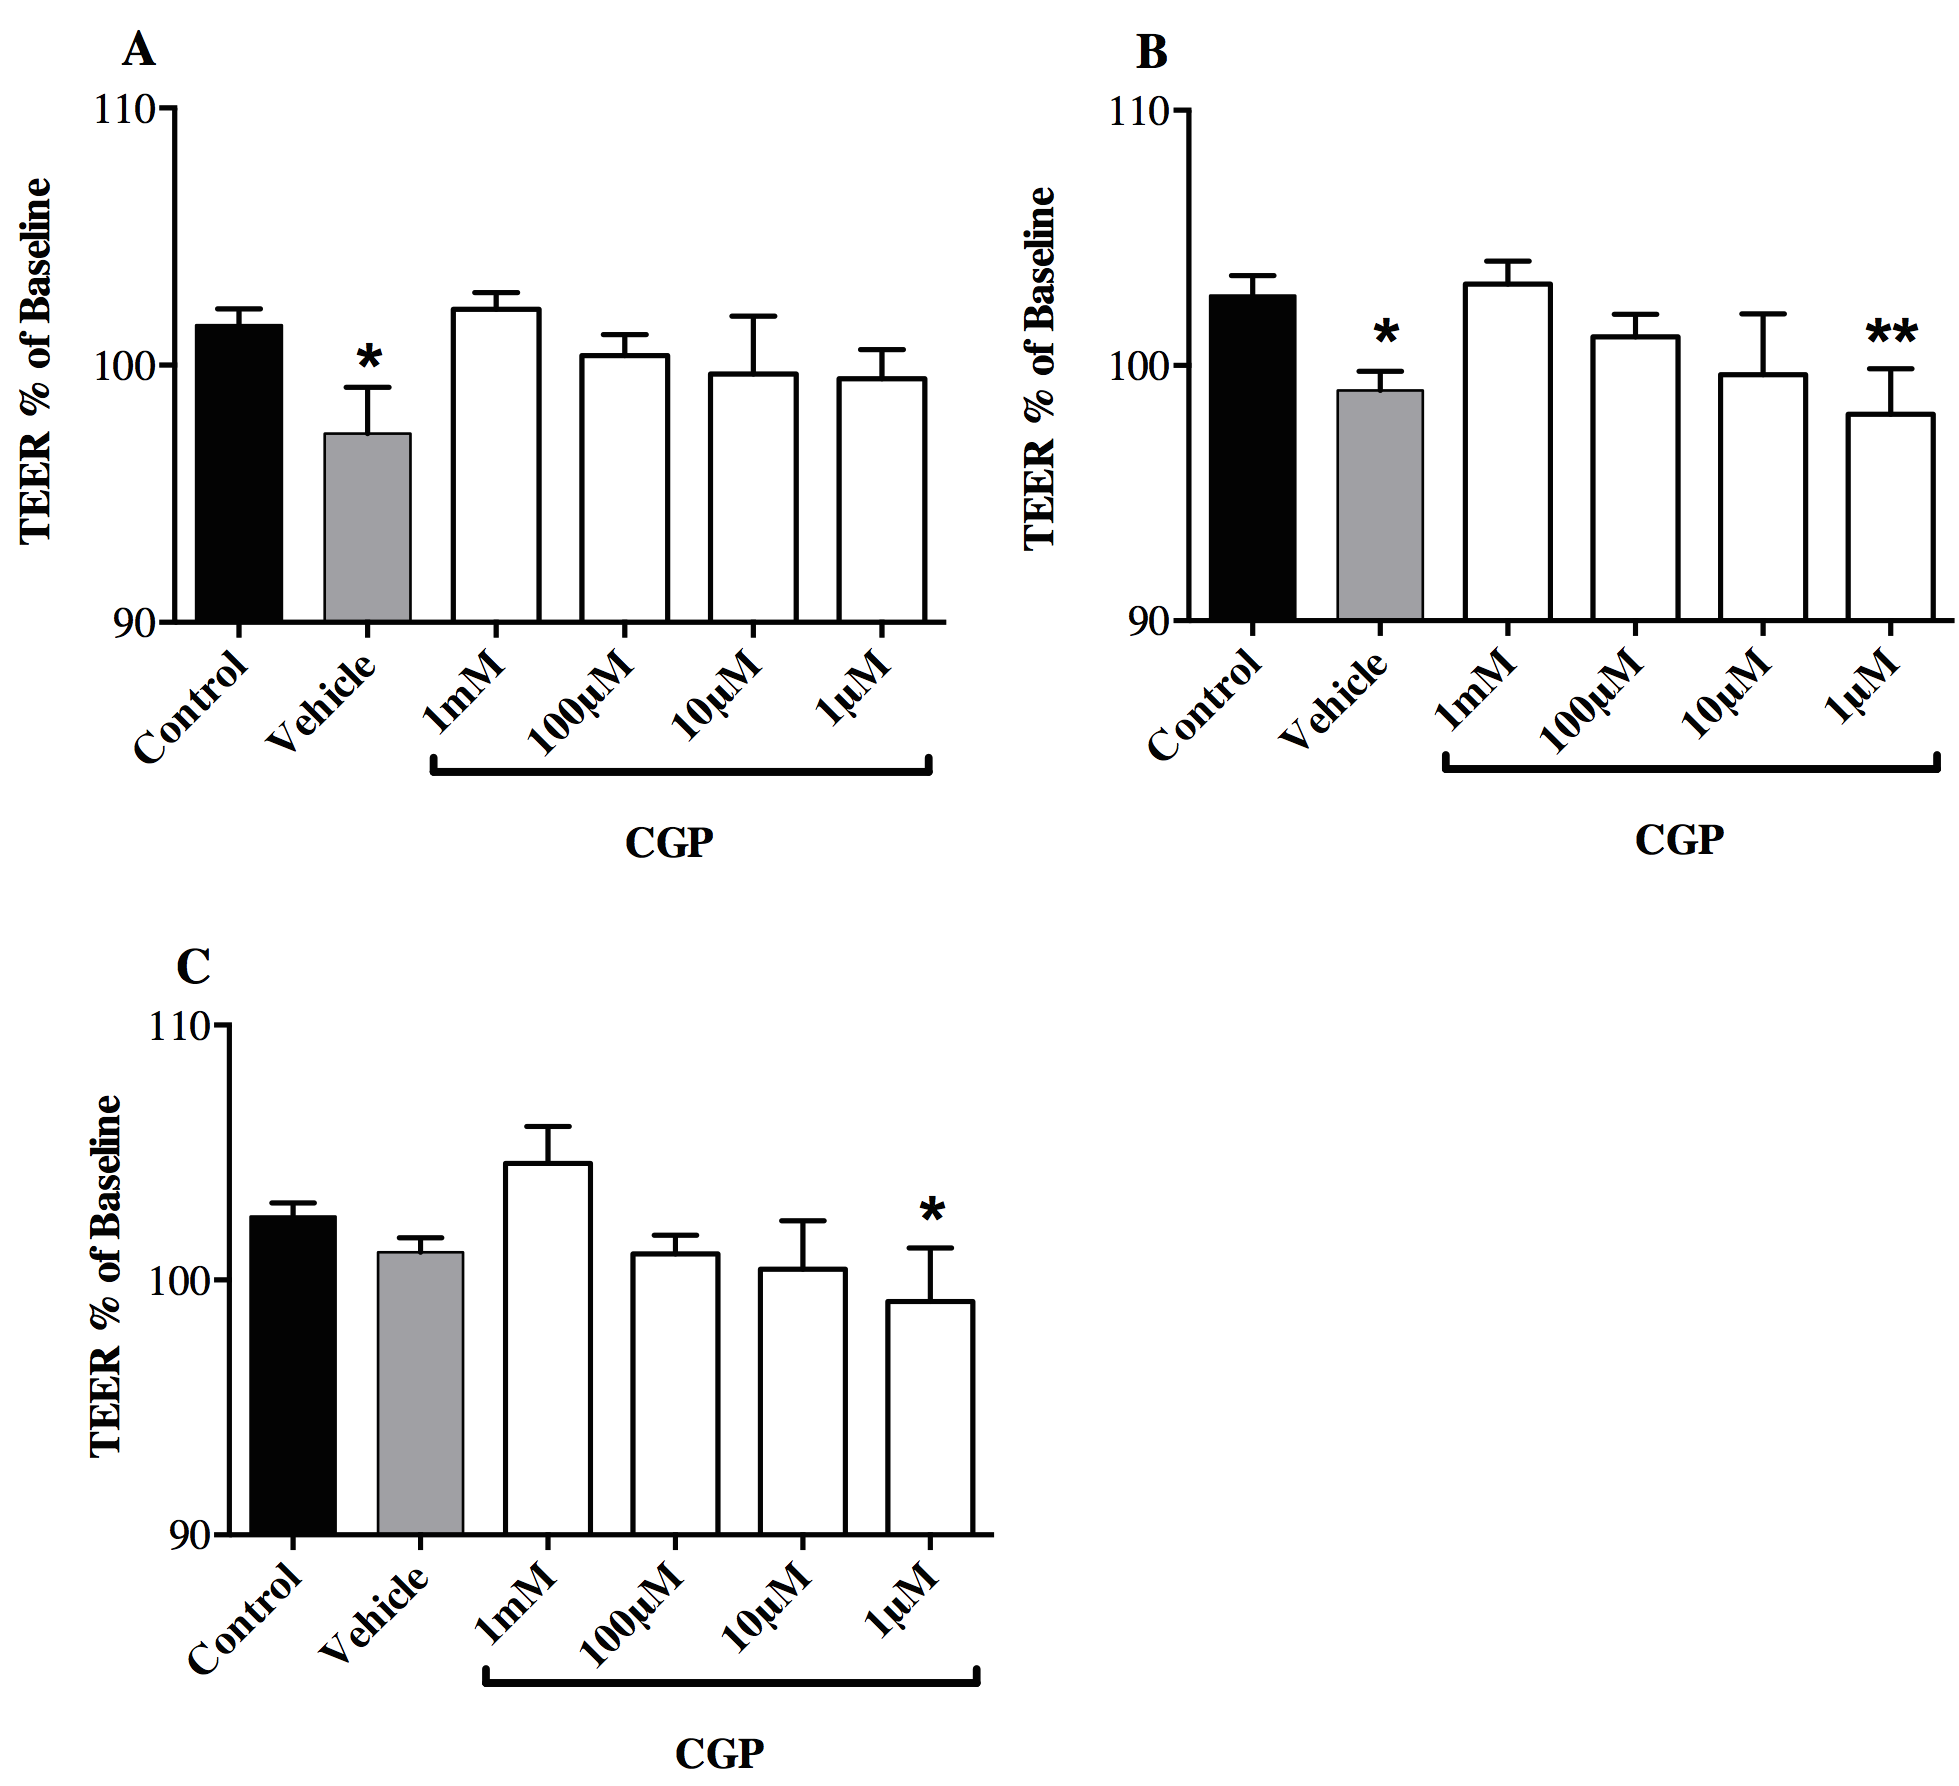 A
110
100
90
TEER % of Baseline
*
Control
Vehicle
1mM
100µM
10µM
1µM
CGP
B
110
100
90
TEER % of Baseline
*
**
Control
Vehicle
1mM
100µM
10µM
1µM
CGP
C
110
100
90
TEER % of Baseline
*
Control
Vehicle
1mM
100µM
10µM
1µM
CGP